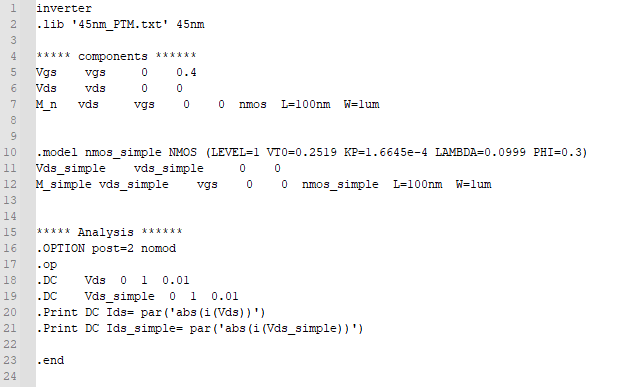 1 inverter
2 .lib '45nm_PTM.txt' 45nm
3
4 ***** components ******
5 Vgs vgs 0 0.4
6 Vds vds 0 0
7 M_n vds vgs 0 0 nmos L=100nm W=1um
8
9
10 .model nmos_simple NMOS (LEVEL=1 VTO=0.2519 KP=1.6645e-4 LAMBDA=0.0999 PHI=0.3)
11 Vds_simple vds_simple 0 0
12 M_simple vds_simple vgs 0 0 nmos_simple L=100nm W=1um
13
14
15 ***** Analysis ******
16 .OPTION post=2 nomod
17 .op
18 .DC Vds 0 1 0.01
19 .DC Vds_simple 0 1 0.01
20 .Print DC Ids= par('abs(i(Vds))')
21 .Print DC Ids_simple= par('abs(i(Vds_simple))')
22
23 .end
24